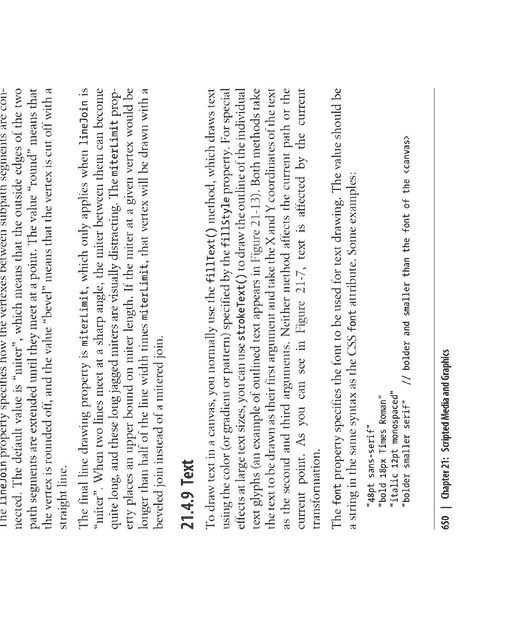 The lineJoin property specifies how the vertexes between subpath segments are con-
nected. The default value is “miter”, which means that the outside edges of the two
path segments are extended until they meet at a point. The value “round” means that
the vertex is rounded off, and the value “bevel” means that the vertex is cut off with a
straight line.
The final line drawing property is miterLimit, which only applies when lineJoin is
“miter”. When two lines meet at a sharp angle, the miter between them can become
quite long, and these long jagged miters are visually distracting. The miterLimit prop-
erty places an upper bound on miter length. If the miter at a given vertex would be
longer than half of the line width times miterLimit, that vertex will be drawn with a
beveled join instead of a mitered join.
21.4.9 Text
To draw text in a canvas, you normally use the fillText() method, which draws text
using the color (or gradient or pattern) specified by the fillStyle property. For special
effects at large text sizes, you can use strokeText() to draw the outline of the individual
text glyphs (an example of outlined text appears in Figure 21-13). Both methods take
the text to be drawn as their first argument and take the X and Y coordinates of the text
as the second and third arguments. Neither method affects the current path or the
current point. As you can see in Figure 21-7, text is affected by the current
transformation.
The font property specifies the font to be used for text drawing. The value should be
a string in the same syntax as the CSS font attribute. Some examples:
"48pt sans-serif"
"bold 18px Times Roman"
"italic 12pt monospaced"
"bolder smaller serif" // bolder and smaller than the font of the <canvas>
650 | Chapter 21: Scripted Media and Graphics